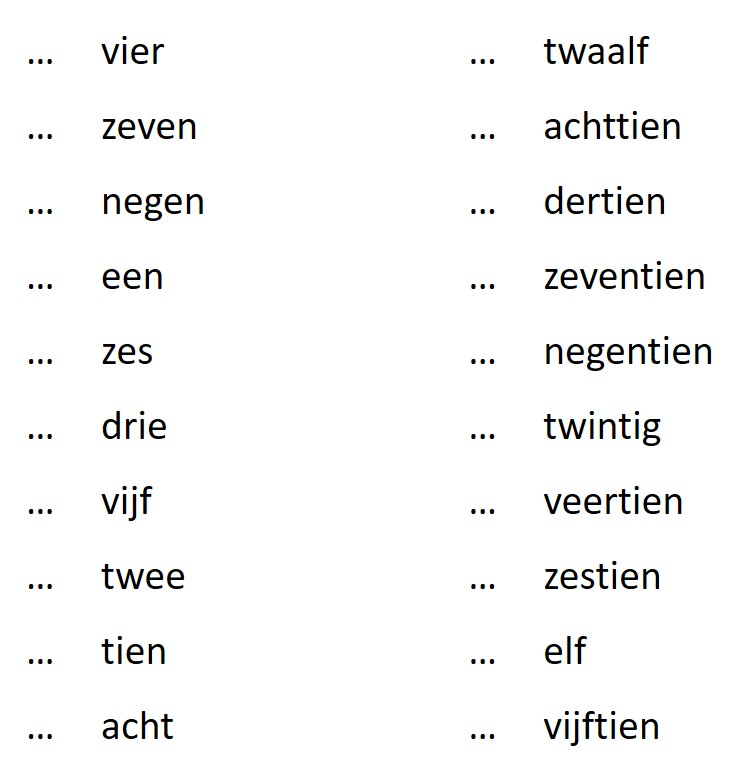 ... vier ... twaalf
... zeven ... achttien
... negen ... dertien
... een ... zeventien
... zes ... negentien
... drie ... twintig
... vijf ... veertien
... twee ... zestien
... tien ... elf
... acht ... vijftien